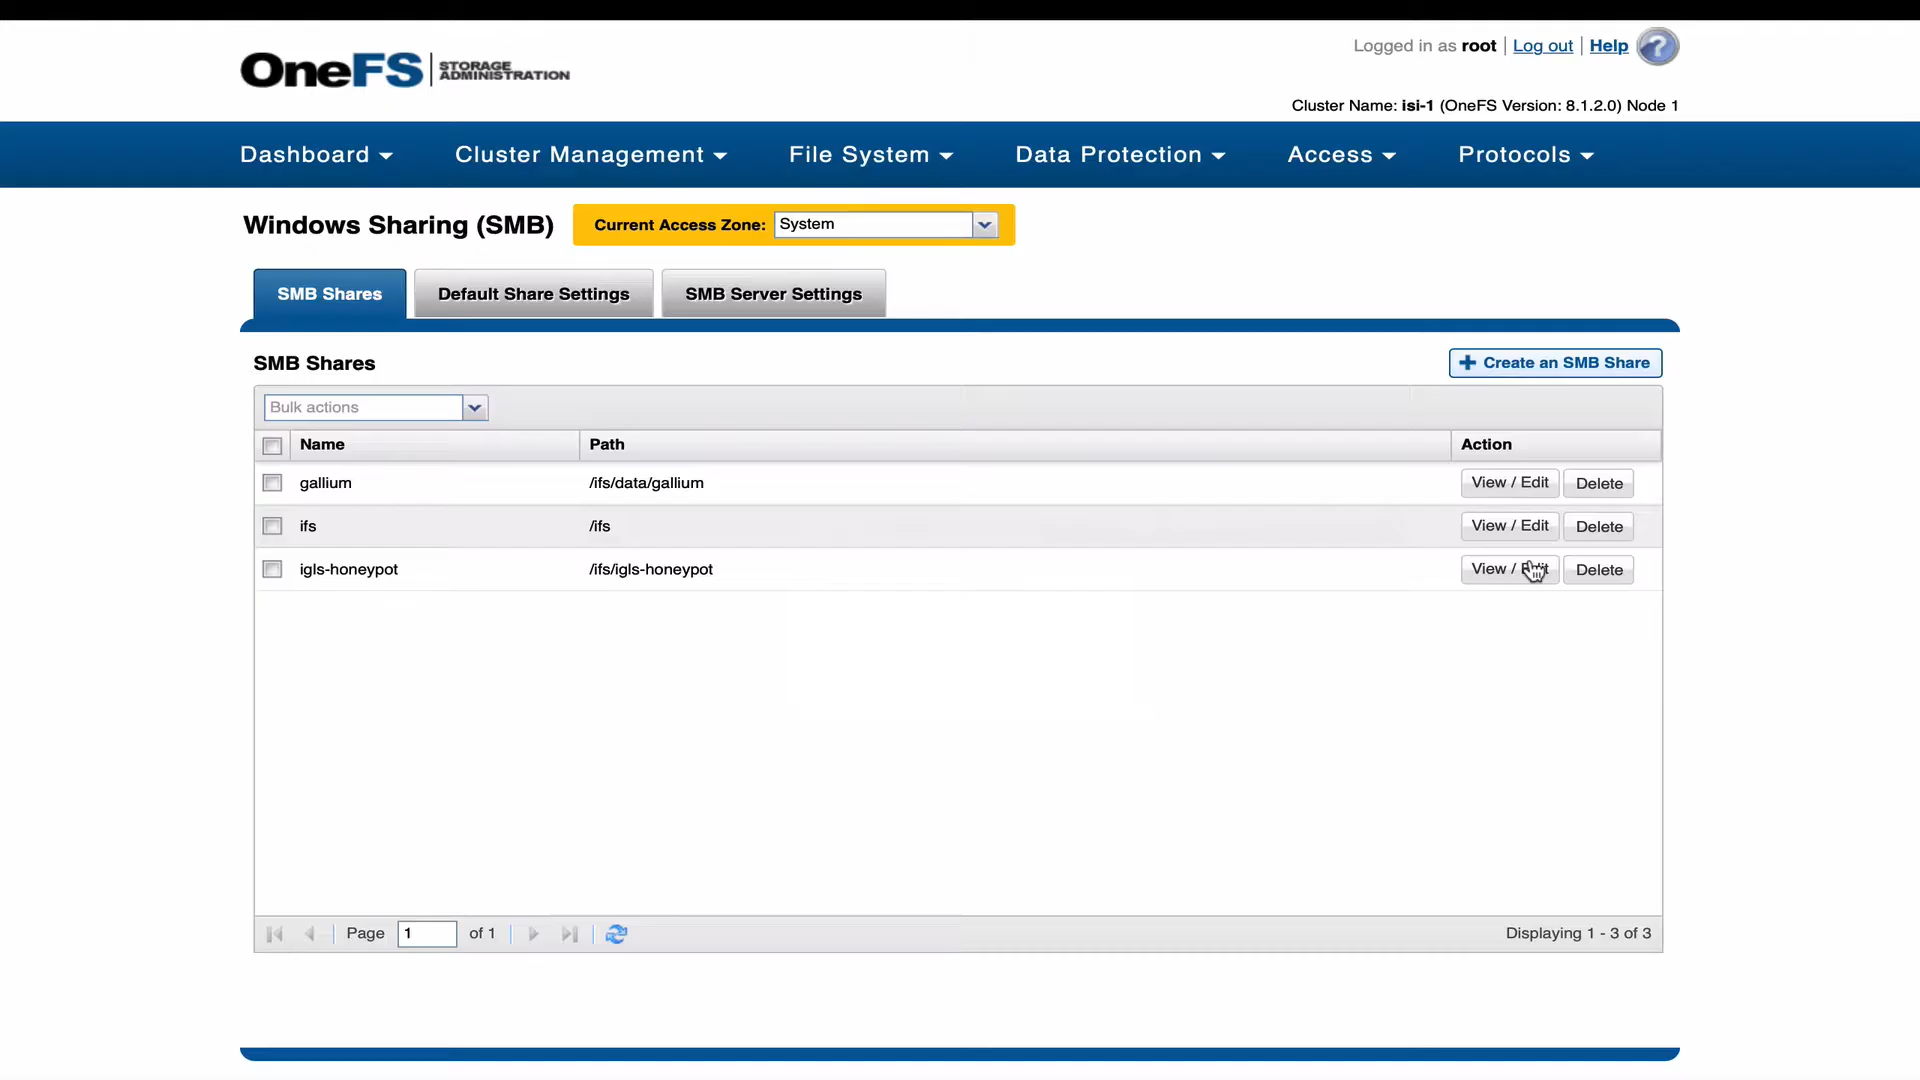 Logged in as root | Log out | Help ?
OneFS | STORAGE ADMINISTRATION
Cluster Name: isi-1 (OneFS Version: 8.1.2.0) Node 1
Dashboard Cluster Management File System Data Protection Access Protocols
Windows Sharing (SMB) Current Access Zone: System
SMB Shares Default Share Settings SMB Server Settings
SMB Shares + Create an SMB Share
Bulk actions
Name Path Action
gallium /ifs/data/gallium View / Edit Delete
ifs /ifs View / Edit Delete
igls-honeypot /ifs/igls-honeypot View / Edit Delete
Page 1 of 1 Displaying 1 - 3 of 3